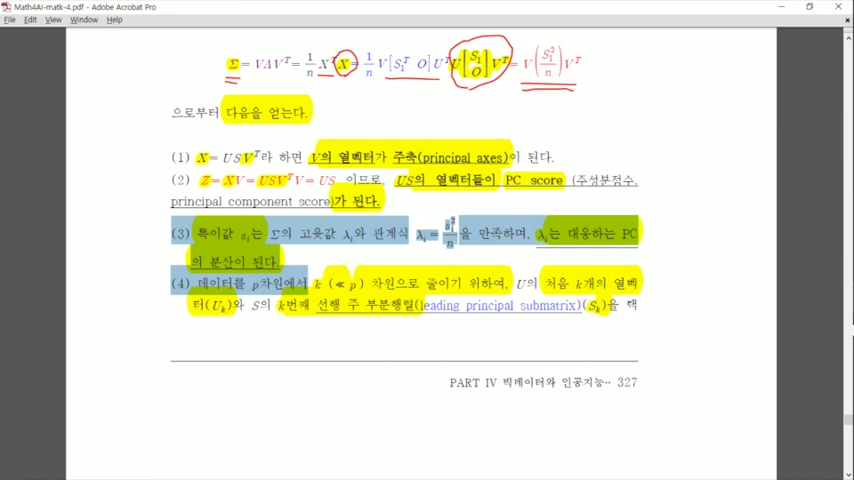 Math4AI-matk-4.pdf - Adobe Acrobat Pro
File Edit View Window Help
Σ = VΛV^T = 1/n X^T X = 1/n V[S₁^T O] U^T U [S₁ O] V^T = V(S₁²/n)V^T
으로부터 다음을 얻는다.
(1) X = USV^T라 하면 V의 열벡터가 주축(principal axes)이 된다.
(2) Z = XV = USV^T V = US 이므로, US의 열벡터들이 PC score (주성분점수,
principal component score)가 된다.
(3) 특이값 s_i는 Σ의 고윳값 λ_i와 관계식 λ_i = s_i²/n 을 만족하며, λ_i는 대응하는 PC
의 분산이 된다.
(4) 데이터를 p차원에서 k (≪ p) 차원으로 줄이기 위하여, U의 처음 k개의 열벡
터(U_k)와 S의 k번째 선행 주 부분행렬(leading principal submatrix)(S_k)을 택
PART IV 빅데이터와 인공지능·· 327